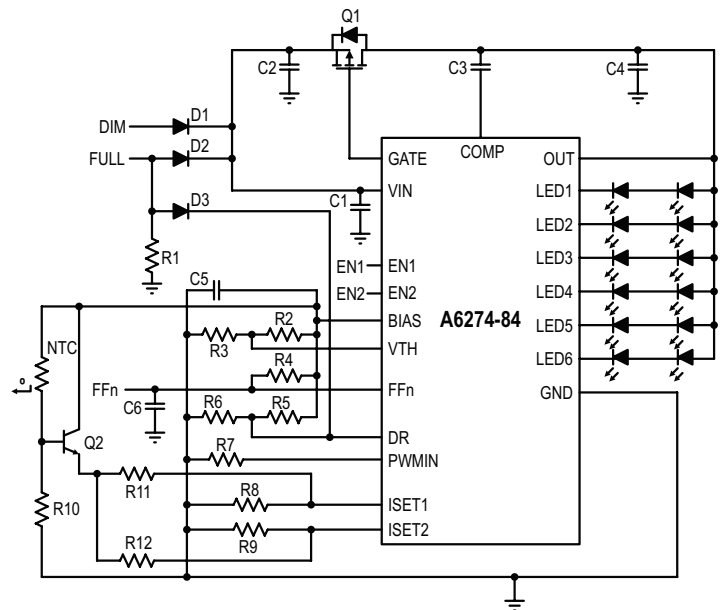 Q1
C2
C3
C4
DIM
D1
FULL
D2
D3
R1
C1
GATE
COMP
OUT
VIN
LED1
LED2
EN1
EN1
LED3
C5
EN2
EN2
LED4
BIAS
A6274-84
LED5
R2
R3
VTH
LED6
NTC
R4
o
FFn
FFn
GND
C6
R6
R5
DR
Q2
R7
PWMIN
R11
R8
ISET1
R10
ISET2
R12
R9